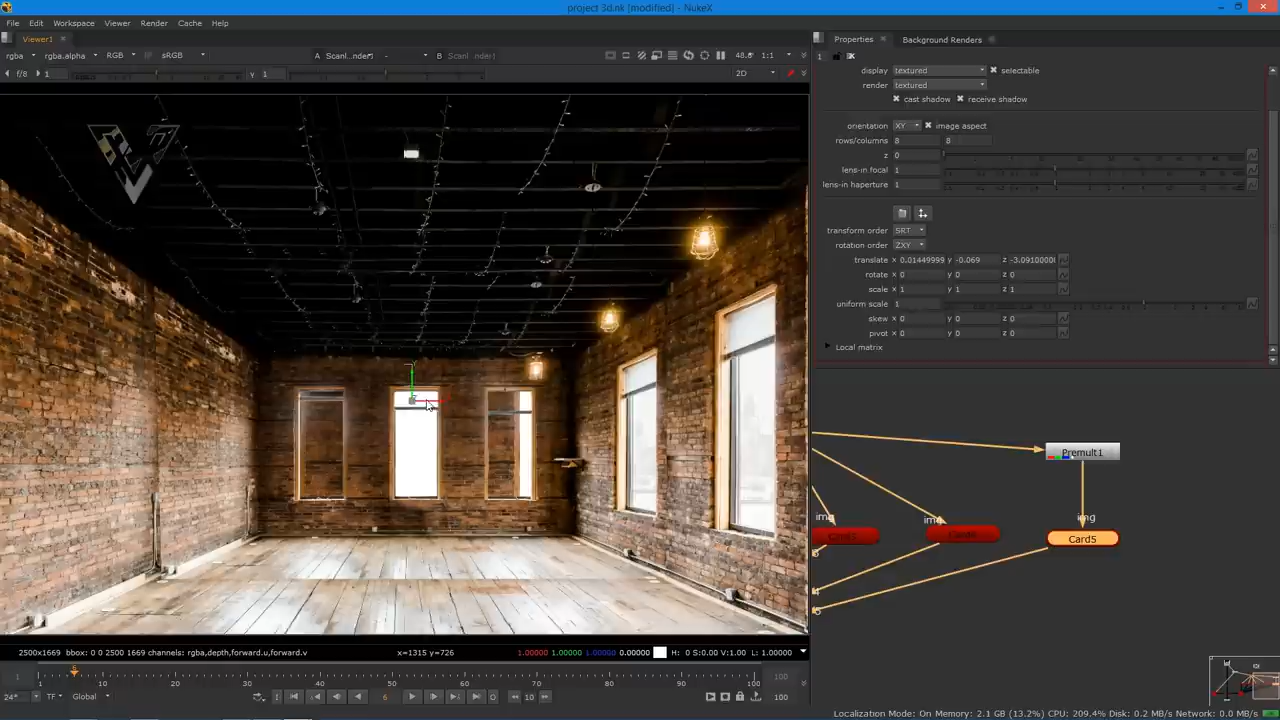 project 3d.nk [modified] - NukeX
File Edit Workspace Viewer Render Cache Help
Viewer1
rgba rgba.alpha RGB sRGB A - B 48.6* 1:1
f/8 1 y 1 2D
2500x1669 bbox: 0 0 2500 1669 channels: rgba,depth,forward.u,forward.v x=1315 y=726 1.00000 1.00000 1.00000 0.00000 H: 0 S:0.00 V:1.00 L: 1.00000
1 6 100
1 10 20 30 40 50 60 70 80 90 100
24* TF Global 6 10 100
Properties Background Renders
1
display textured selectable
render textured
cast shadow receive shadow
orientation XY image aspect
rows/columns 8 8
z 0
lens-in focal 1
lens-in haperture 1
transform order SRT
rotation order ZXY
translate x 0.01449999 y -0.069 z -3.0910000
rotate x 0 y 0 z 0
scale x 1 y 1 z 1
uniform scale 1
skew x 0 y 0 z 0
pivot x 0 y 0 z 0
Local matrix
Premult1
img img img
Card5
Localization Mode: On Memory: 2.1 GB (13.2%) CPU: 209.4% Disk: 0.2 MB/s Network: 0.0 MB/s